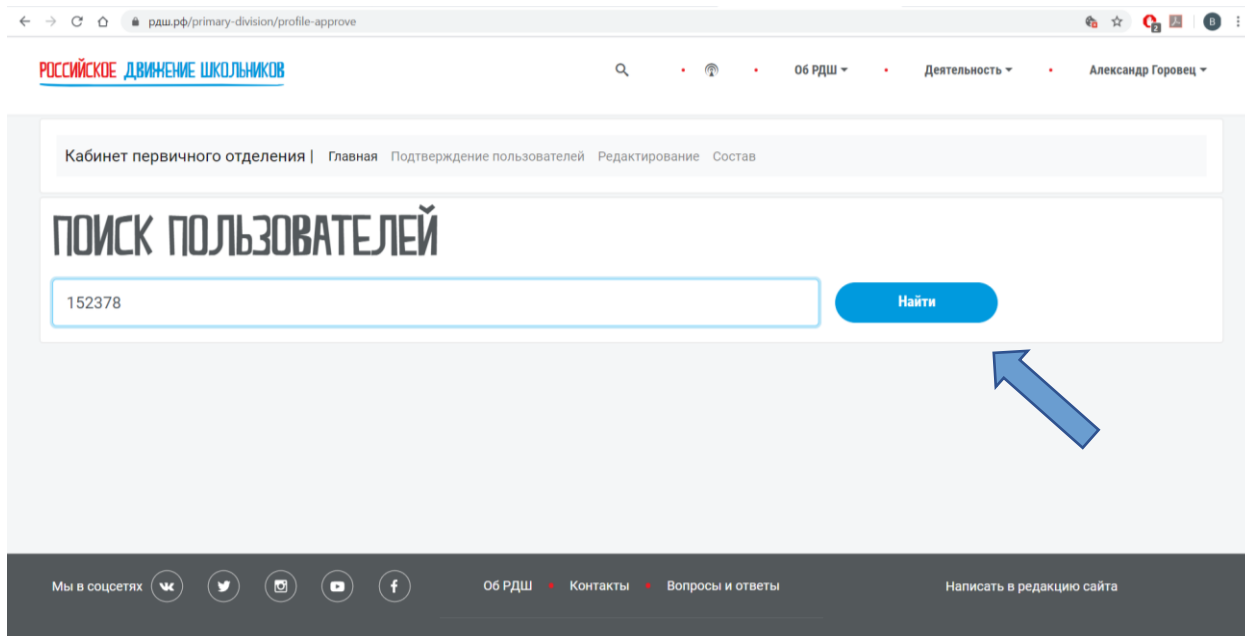 рдш.рф/primary-division/profile-approve
2
B
РОССИЙСКОЕ ДВИЖЕНИЕ ШКОЛЬНИКОВ
Об РДШ • Деятельность • Александр Горовец
Кабинет первичного отделения | Главная Подтверждение пользователей Редактирование Состав
ПОИСК ПОЛЬЗОВАТЕЛЕЙ
152378 Найти
Мы в соцсетях Об РДШ • Контакты • Вопросы и ответы Написать в редакцию сайта